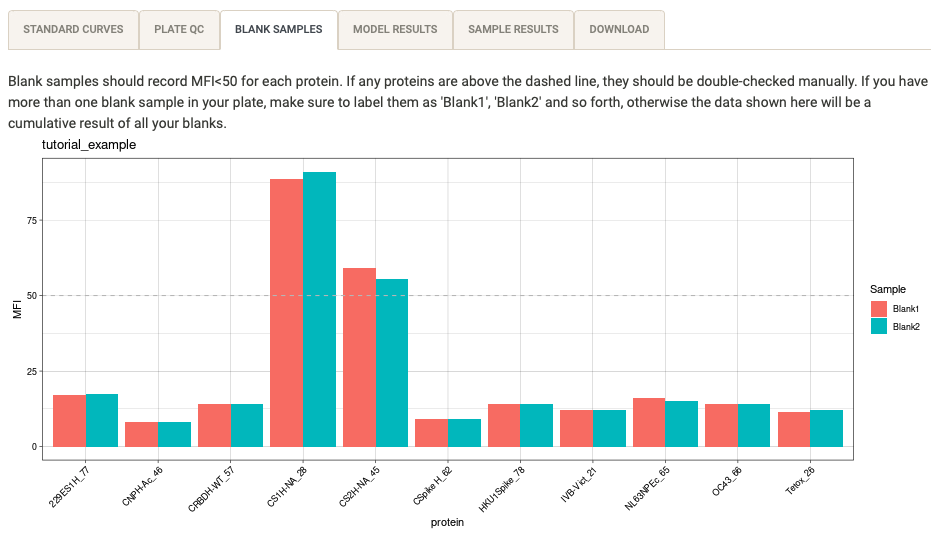 STANDARD CURVES PLATE QC BLANK SAMPLES MODEL RESULTS SAMPLE RESULTS DOWNLOAD
Blank samples should record MFI<50 for each protein. If any proteins are above the dashed line, they should be double-checked manually. If you have
more than one blank sample in your plate, make sure to label them as 'Blank1', 'Blank2' and so forth, otherwise the data shown here will be a
cumulative result of all your blanks.
tutorial_example
75
50
25
0
MFI
229ES1H_77
CNPH-Ac_46
CRBDH-WT_57
CS1H-NA_28
CS2H-NA_45
CSpike H_62
HKU1Spike_78
IVB-Vict_21
NL63NPEc_65
OC43_66
Tetox_26
protein
Sample
Blank1
Blank2